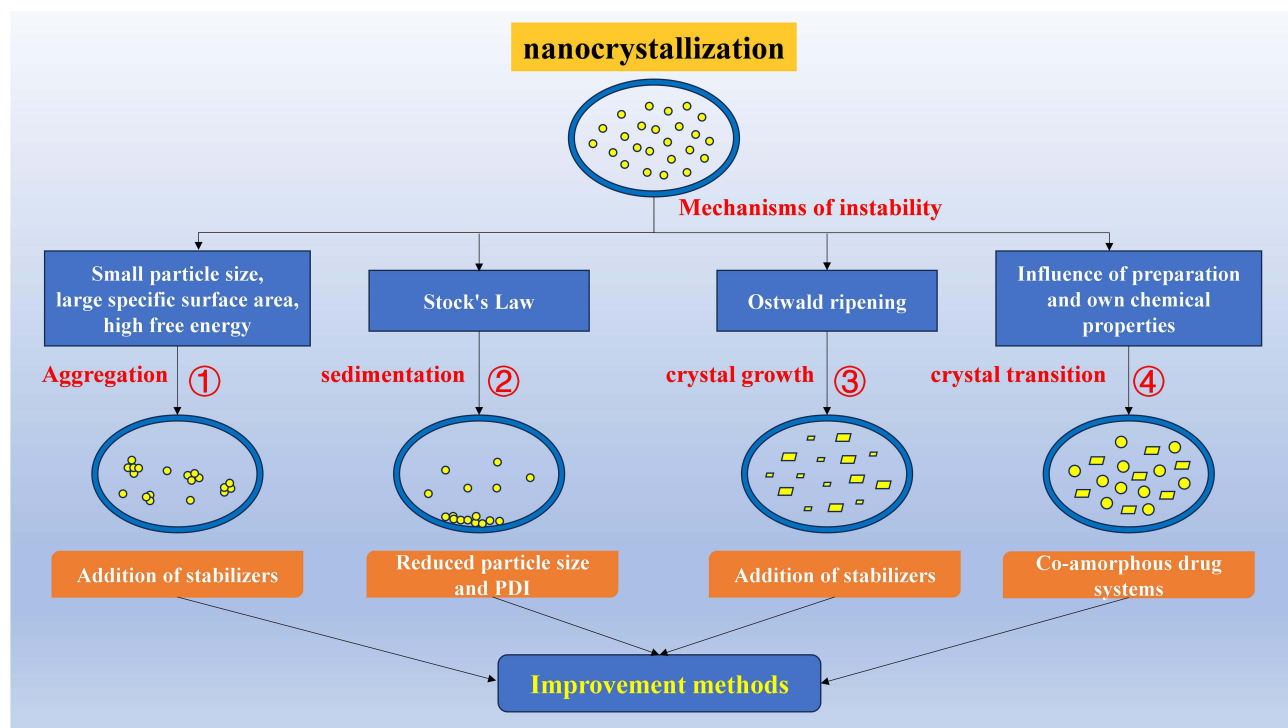 nanocrystallization
Mechanisms of instability
Small particle size,
large specific surface area,
high free energy
Stock's Law
Ostwald ripening
Influence of preparation
and own chemical
properties
Aggregation ①
sedimentation ②
crystal growth ③
crystal transition ④
Addition of stabilizers
Reduced particle size
and PDI
Addition of stabilizers
Co-amorphous drug
systems
Improvement methods